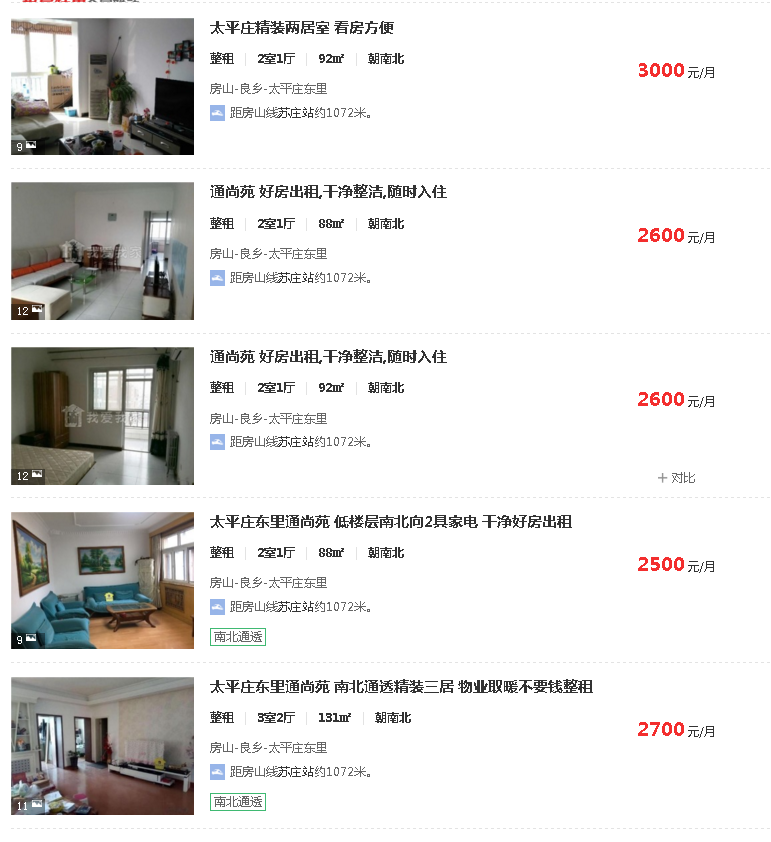 太平庄精装两居室 看房方便
整租 2室1厅 92㎡ 朝南北
3000元/月
房山-良乡-太平庄东里
距房山线苏庄站约1072米。
9
通尚苑 好房出租,干净整洁,随时入住
整租 2室1厅 88㎡ 朝南北
2600元/月
房山-良乡-太平庄东里
距房山线苏庄站约1072米。
我爱我家
12
通尚苑 好房出租,干净整洁,随时入住
整租 2室1厅 92㎡ 朝南北
2600元/月
房山-良乡-太平庄东里
距房山线苏庄站约1072米。
我爱我
12
+ 对比
太平庄东里通尚苑 低楼层南北向2具家电 干净好房出租
整租 2室1厅 88㎡ 朝南北
2500元/月
房山-良乡-太平庄东里
距房山线苏庄站约1072米。
9
南北通透
太平庄东里通尚苑 南北通透精装三居 物业取暖不要钱整租
整租 3室2厅 131㎡ 朝南北
2700元/月
房山-良乡-太平庄东里
距房山线苏庄站约1072米。
11
南北通透